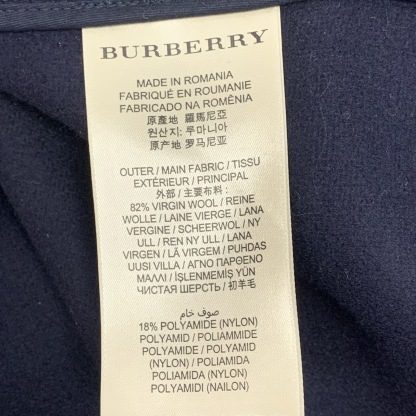 BURBERRY
MADE IN ROMANIA
FABRIQUÉ EN ROUMANIE
FABRICADO NA ROMÊNIA
原產地 羅馬尼亞
원산지: 루마니아
原产地 罗马尼亚
OUTER / MAIN FABRIC / TISSU
EXTÉRIEUR / PRINCIPAL
外部 / 主要布料 :
82% VIRGIN WOOL / REINE
WOLLE / LAINE VIERGE / LANA
VERGINE / SCHEERWOL / NY
ULL / REN NY ULL / LANA
VIRGEN / LÃ VIRGEM / PUHDAS
UUSI VILLA / ΑΓΝΟ ΠΑΡΘΕΝΟ
ΜΑΛΛΙ / İŞLENMEMİŞ YÜN
ЧИСТАЯ ШЕРСТЬ / 初羊毛
صوف خام
18% POLYAMIDE (NYLON)
POLYAMID / POLIAMMIDE
POLYAMIDE / POLYAMID
(NYLON) / POLIAMIDA
POLIAMIDA (NYLON)
POLYAMIDI (NAILON)